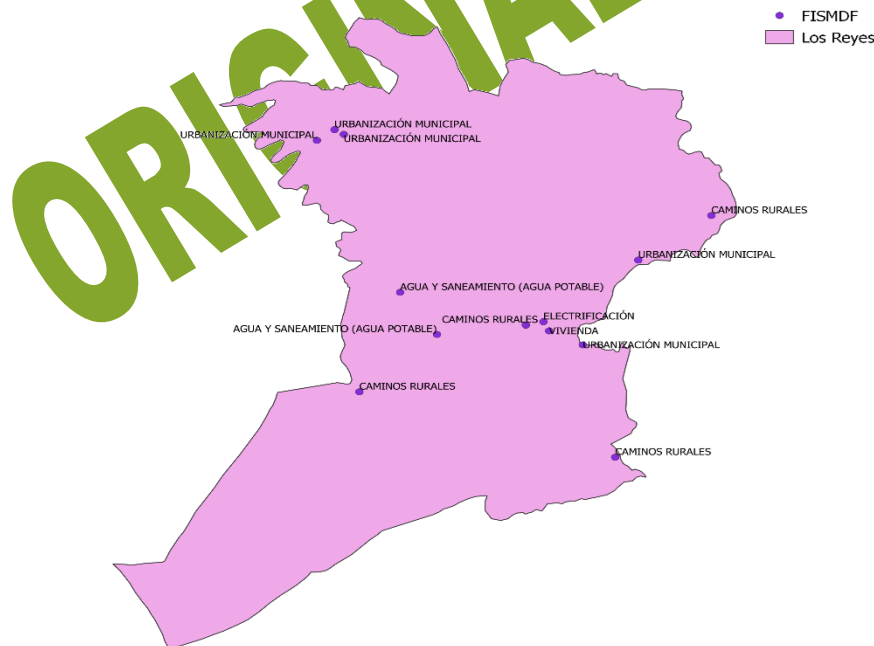 ORIGINAL
FISMDF
Los Reyes
URBANIZACIÓN MUNICIPAL
URBANIZACIÓN MUNICIPAL
URBANIZACIÓN MUNICIPAL
CAMINOS RURALES
URBANIZACIÓN MUNICIPAL
AGUA Y SANEAMIENTO (AGUA POTABLE)
ELECTRIFICACIÓN
CAMINOS RURALES
AGUA Y SANEAMIENTO (AGUA POTABLE)
VIVIENDA
URBANIZACIÓN MUNICIPAL
CAMINOS RURALES
CAMINOS RURALES